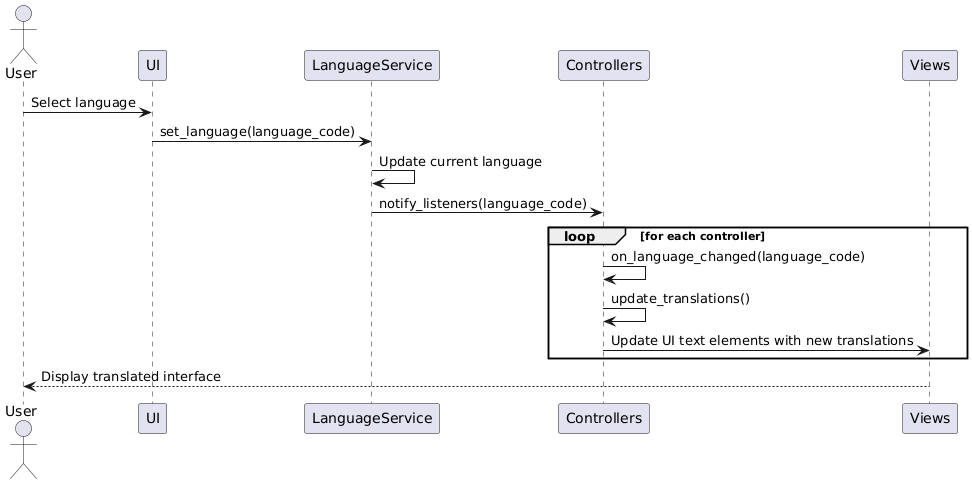 User
UI
LanguageService
Controllers
Views
Select language
set_language(language_code)
Update current language
notify_listeners(language_code)
loop [for each controller]
on_language_changed(language_code)
update_translations()
Update UI text elements with new translations
Display translated interface
User
UI
LanguageService
Controllers
Views